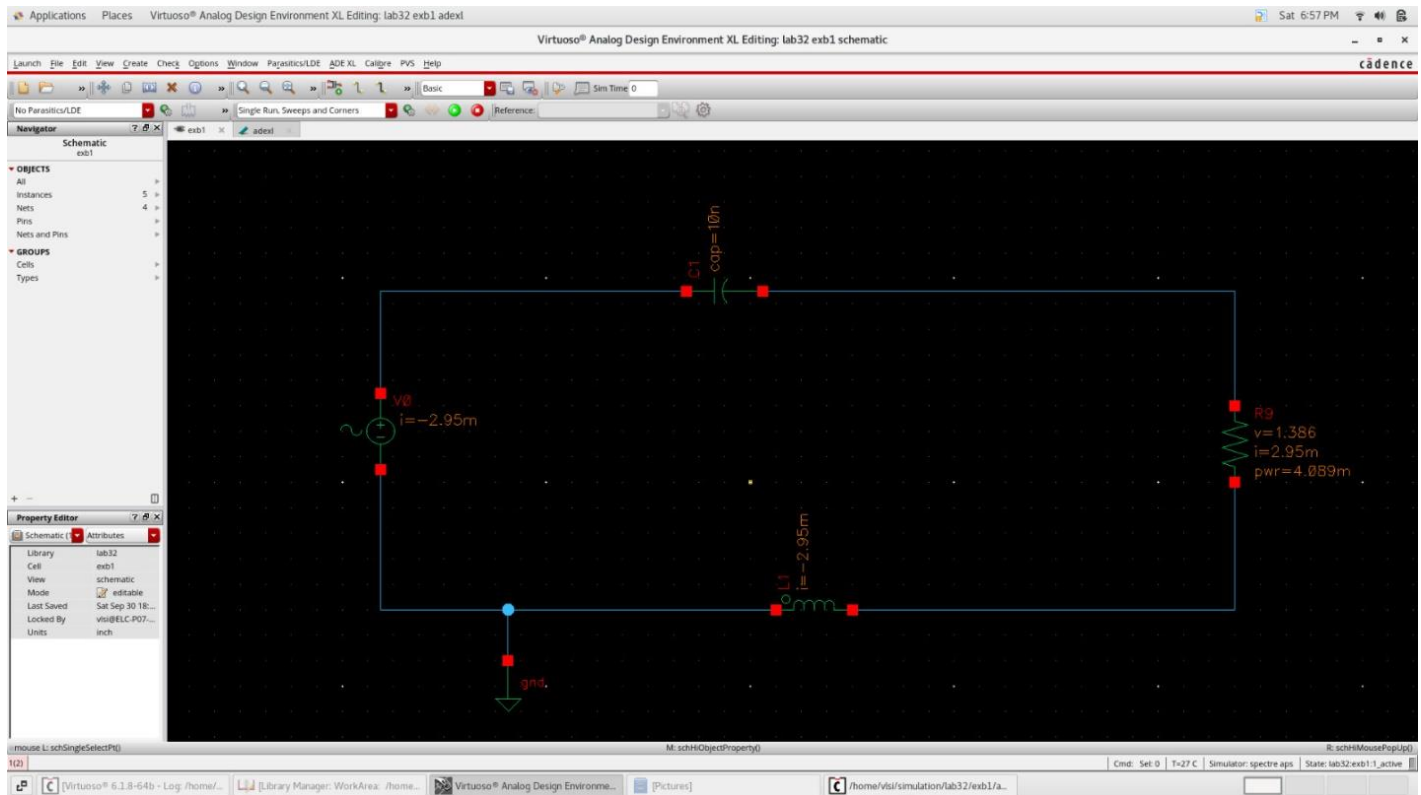 Applications Places Virtuoso® Analog Design Environment XL Editing: lab32 exb1 adexl Sat 6:57 PM
Virtuoso® Analog Design Environment XL Editing: lab32 exb1 schematic
Launch File Edit View Create Check Options Window Parasitics/LDE ADE XL Calibre PVS Help cādence
» » » » Basic Sim Time 0
No Parasitics/LDE » Single Run, Sweeps and Corners Reference:
Navigator ? × exb1 × adexl
Schematic
exb1
OBJECTS
All
Instances 5
Nets 4
Pins
Nets and Pins
GROUPS
Cells
Types
C1
cap=10n
V0
i=-2.95m
R9
v=1.386
i=2.95m
pwr=4.089m
L1
i=-2.95m
gnd
+ -
Property Editor ? ×
Schematic (1 Attributes
Library lab32
Cell exb1
View schematic
Mode editable
Last Saved Sat Sep 30 18:...
Locked By vlsi@ELC-P07-...
Units inch
mouse L: schSingleSelectPt() M: schHiObjectProperty() R: schHiMousePopUp()
1(2) Cmd: Sel: 0 T=27 C Simulator: spectre aps State: lab32:exb1:1_active
[Virtuoso® 6.1.8-64b - Log: /home/... [Library Manager: WorkArea: /home... Virtuoso® Analog Design Environme... [Pictures] /home/vlsi/simulation/lab32/exb1/a...